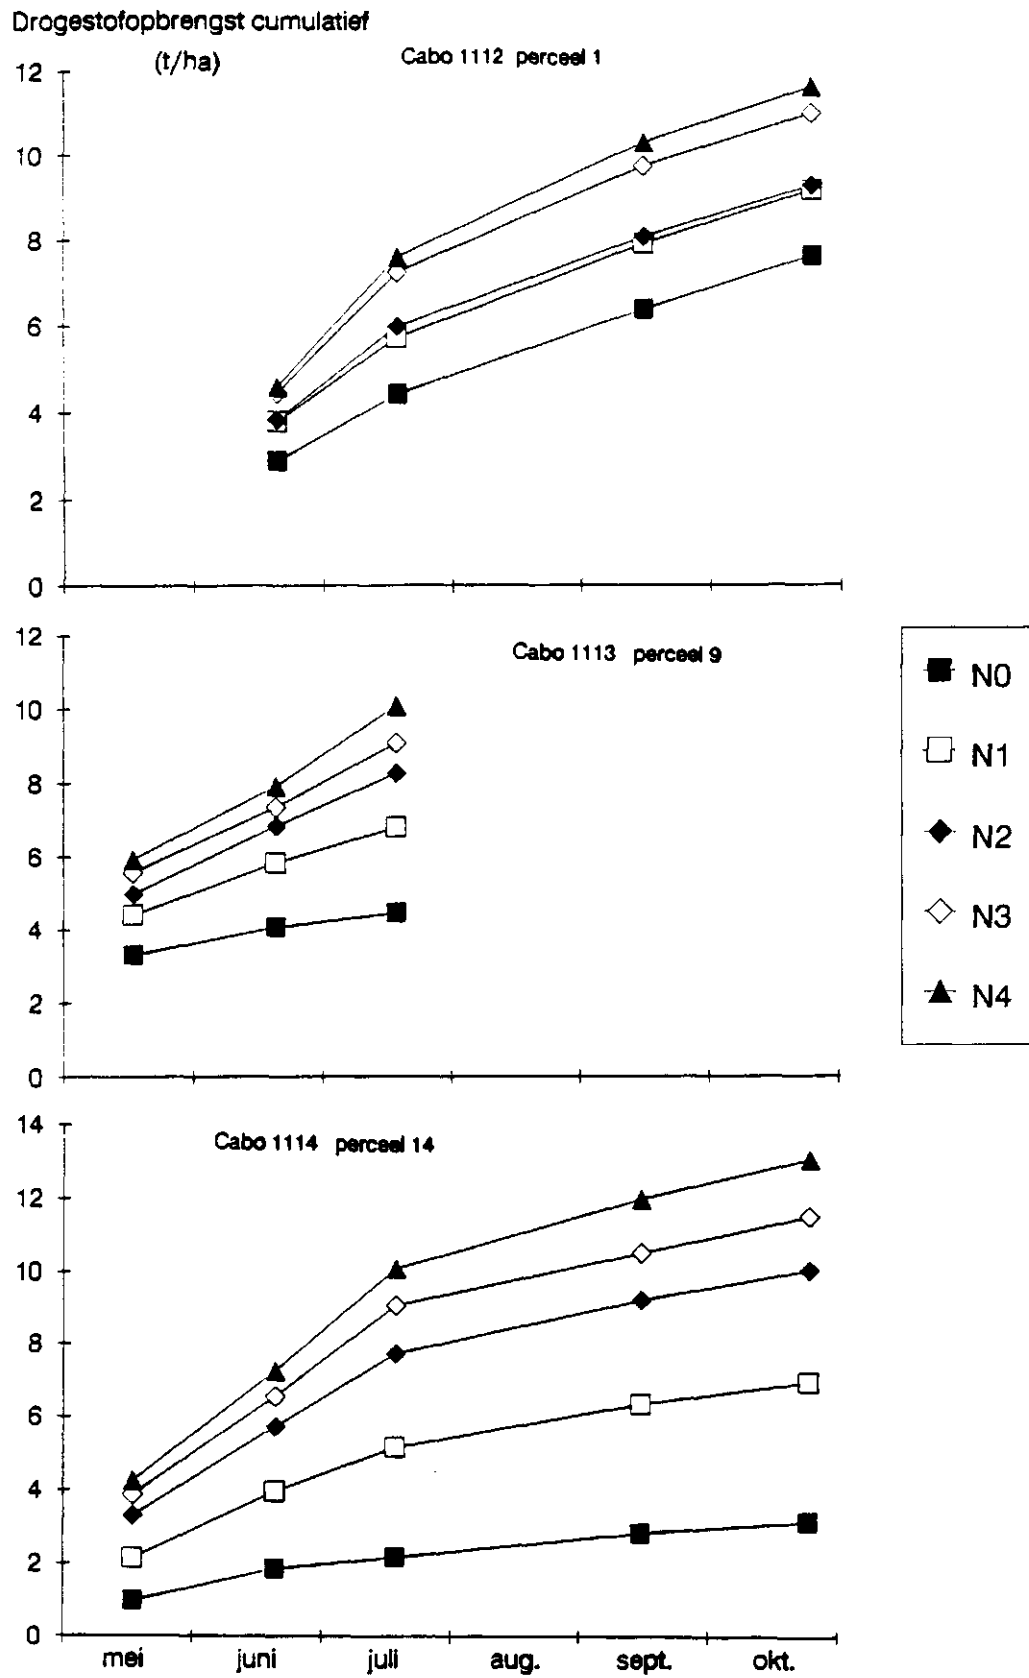 Drogestofopbrengst cumulatief
(t/ha)
Cabo 1112 perceel 1
12
10
8
6
4
2
0
Cabo 1113 perceel 9
12
10
8
6
4
2
0
N0
N1
N2
N3
N4
Cabo 1114 perceel 14
14
12
10
8
6
4
2
0
mei juni juli aug. sept. okt.